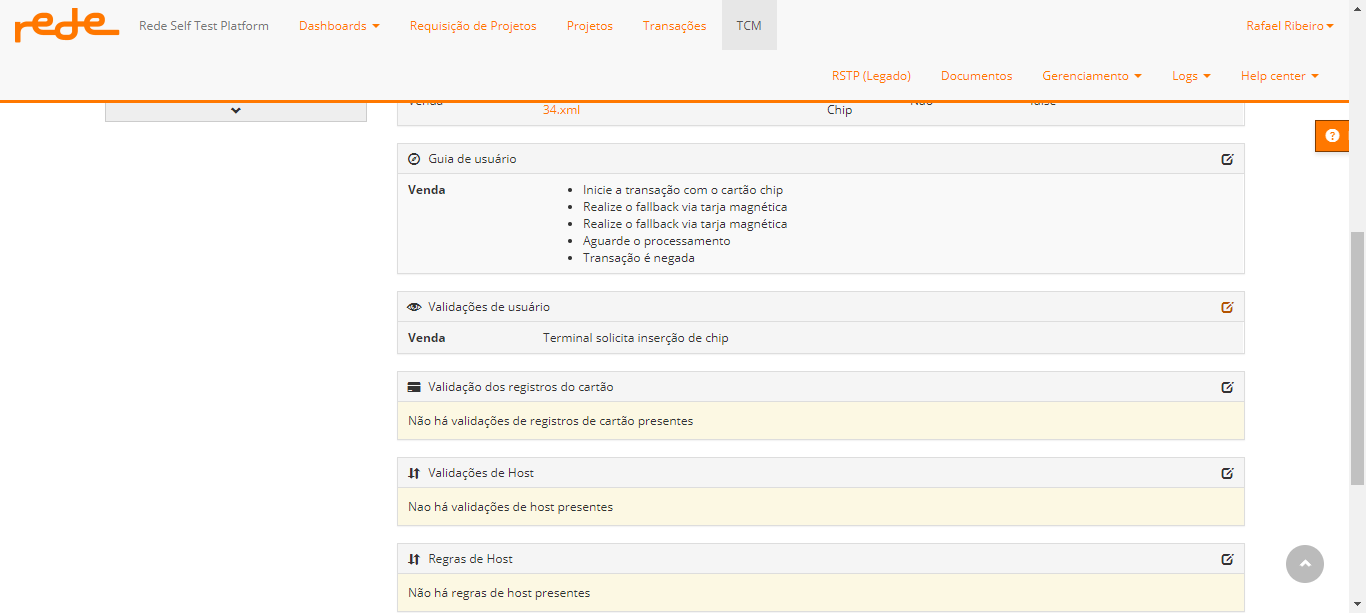 rede Rede Self Test Platform Dashboards Requisição de Projetos Projetos Transações TCM Rafael Ribeiro
RSTP (Legado) Documentos Gerenciamento Logs Help center
Venda 34.xml Chip Não false
Guia de usuário
Venda
Inicie a transação com o cartão chip
Realize o fallback via tarja magnética
Realize o fallback via tarja magnética
Aguarde o processamento
Transação é negada
Validações de usuário
Venda Terminal solicita inserção de chip
Validação dos registros do cartão
Não há validações de registros de cartão presentes
Validações de Host
Nao há validações de host presentes
Regras de Host
Não há regras de host presentes